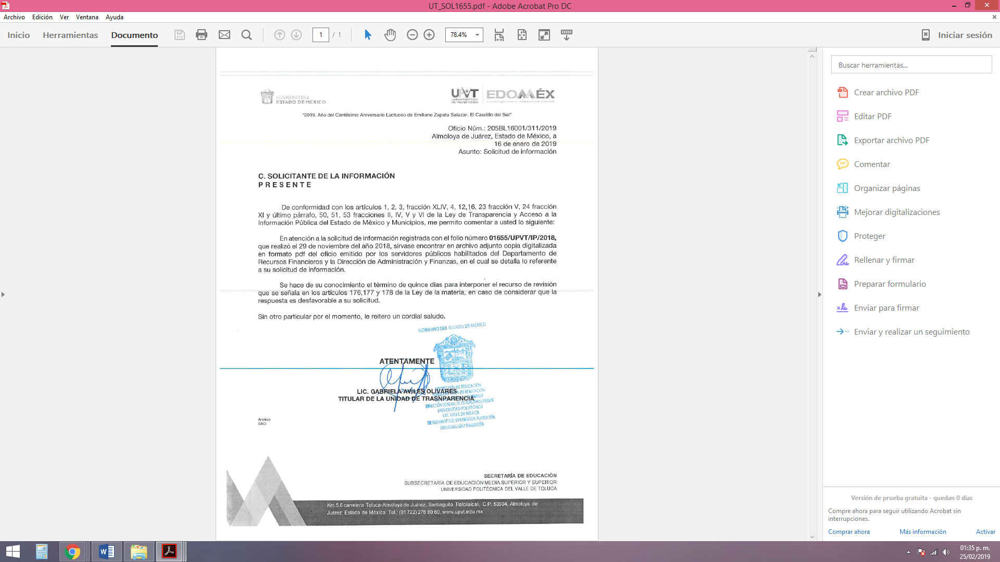 UT_SOL1655.pdf - Adobe Acrobat Pro DC
Archivo Edición Ver Ventana Ayuda
Inicio Herramientas Documento 1 / 1 78.4% Iniciar sesión
GOBIERNO DEL
ESTADO DE MÉXICO
UPVT
EDOMÉX
"2019. Año del Centésimo Aniversario Luctuoso de Emiliano Zapata Salazar. El Caudillo del Sur"
Oficio Núm.: 205BL16001/311/2019
Almoloya de Juárez, Estado de México, a
16 de enero de 2019
Asunto: Solicitud de información
C. SOLICITANTE DE LA INFORMACIÓN
P R E S E N T E
De conformidad con los artículos 1, 2, 3, fracción XLIV, 4, 12,16, 23 fracción V, 24 fracción
XI y último párrafo, 50, 51, 53 fracciones II, IV, V y VI de la Ley de Transparencia y Acceso a la
Información Pública del Estado de México y Municipios, me permito comentar a usted lo siguiente:
En atención a la solicitud de información registrada con el folio número 01655/UPVT/IP/2018,
que realizó el 29 de noviembre del año 2018, sírvase encontrar en archivo adjunto copia digitalizada
en formato pdf del oficio emitido por los servidores públicos habilitados del Departamento de
Recursos Financieros y la Dirección de Administración y Finanzas, en el cual se detalla lo referente
a su solicitud de información.
Se hace de su conocimiento el término de quince días para interponer el recurso de revisión
que se señala en los artículos 176,177 y 178 de la Ley de la materia, en caso de considerar que la
respuesta es desfavorable a su solicitud.
Sin otro particular por el momento, le reitero un cordial saludo.
GOBIERNO DEL ESTADO DE MÉXICO
ATENTAMENTE
LIC. GABRIELA AVILÉS OLIVARES
TITULAR DE LA UNIDAD DE TRASNPARENCIA
SECRETARÍA DE EDUCACIÓN
SUBSECRETARÍA DE EDUCACIÓN
DIRECCIÓN GENERAL DE EDUCACIÓN SUPERIOR
UNIVERSIDAD POLITÉCNICA
DEL VALLE DE TOLUCA
DEPARTAMENTO DE INFORMACIÓN, PLANEACIÓN,
PROGRAMACIÓN Y EVALUACIÓN
Archivo
GAO
SECRETARÍA DE EDUCACIÓN
SUBSECRETARÍA DE EDUCACIÓN MEDIA SUPERIOR Y SUPERIOR
UNIVERSIDAD POLITÉCNICA DEL VALLE DE TOLUCA
Km 5.6 carretera Toluca-Almoloya de Juárez, Santiaguito Tlalcilalcali, C.P. 50904, Almoloya de
Juárez, Estado de México. Tel.: (01 722) 276 60 60. www.upvt.edu.mx
Buscar herramientas...
Crear archivo PDF
Editar PDF
Exportar archivo PDF
Comentar
Organizar páginas
Mejorar digitalizaciones
Proteger
Rellenar y firmar
Preparar formulario
Enviar para firmar
Enviar y realizar un seguimiento
Versión de prueba gratuita - quedan 0 días
Compre ahora para seguir utilizando Acrobat sin
interrupciones.
Comprar ahora Más información Activar
01:35 p. m.
25/02/2019